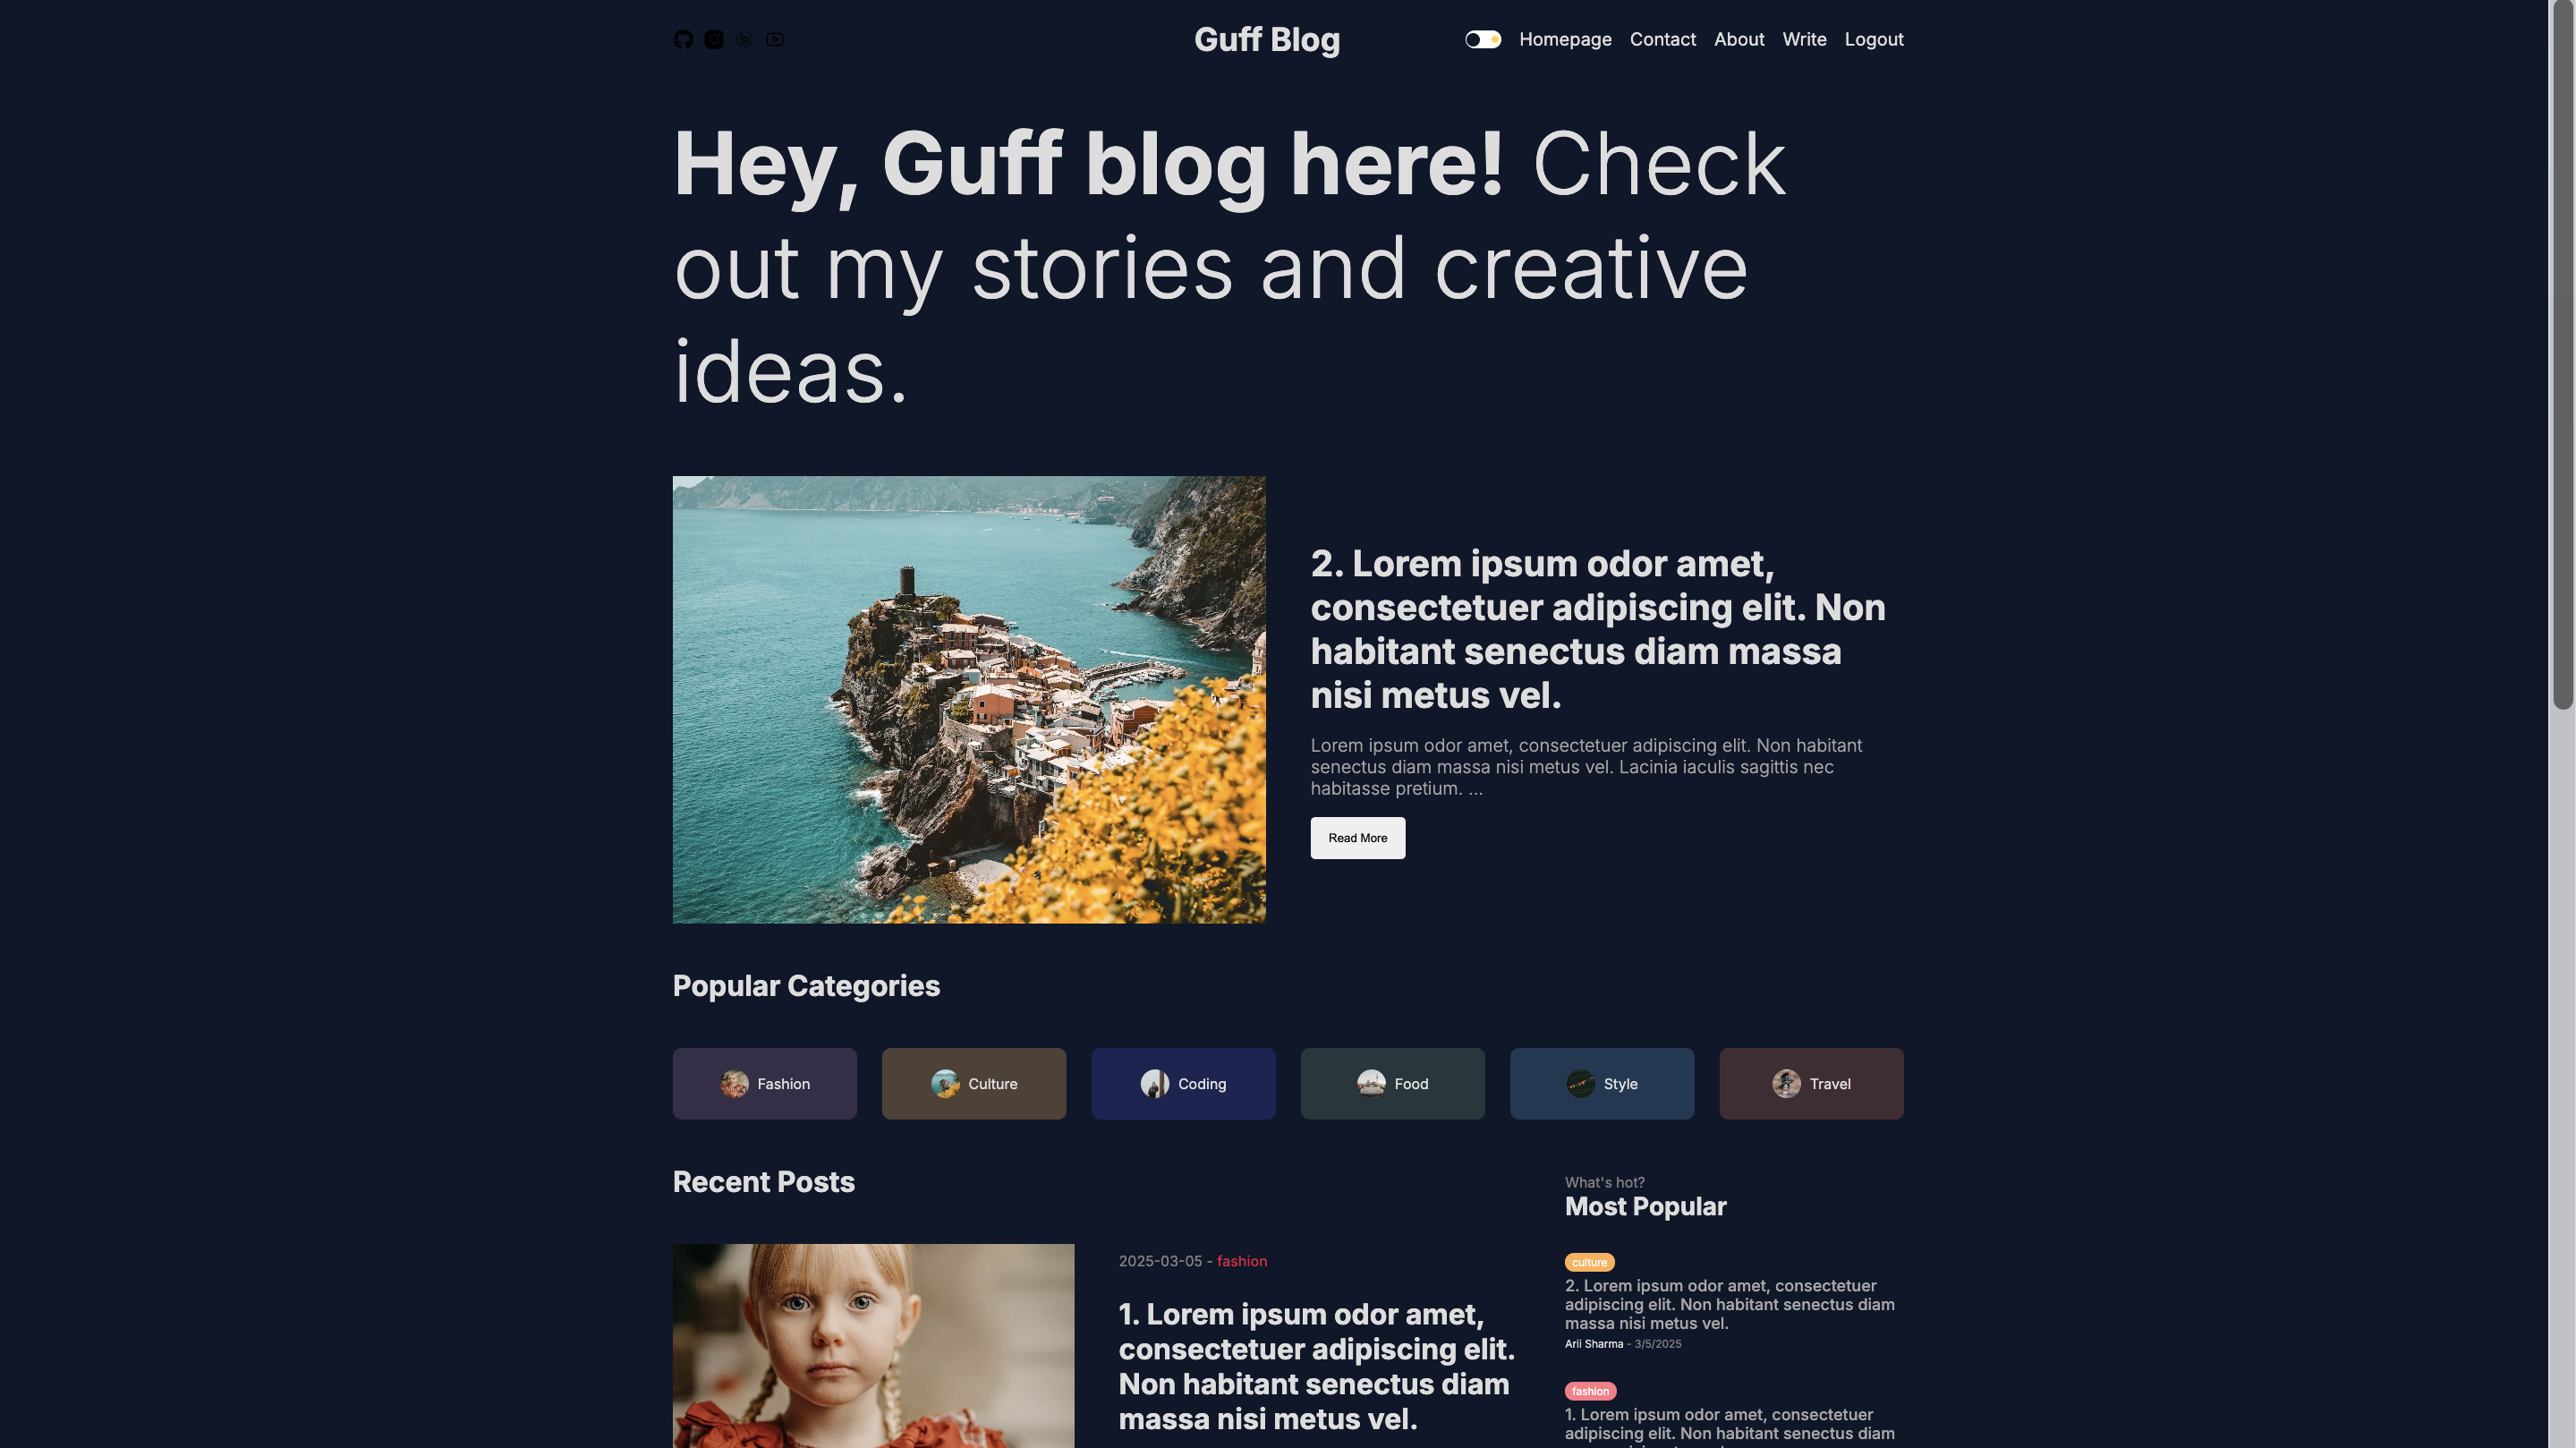 Guff Blog
Homepage Contact About Write Logout
Hey, Guff blog here! Check
out my stories and creative
ideas.
2. Lorem ipsum odor amet,
consectetuer adipiscing elit. Non
habitant senectus diam massa
nisi metus vel.
Lorem ipsum odor amet, consectetuer adipiscing elit. Non habitant
senectus diam massa nisi metus vel. Lacinia iaculis sagittis nec
habitasse pretium. ...
Read More
Popular Categories
Fashion
Culture
Coding
Food
Style
Travel
Recent Posts
2025-03-05 - fashion
1. Lorem ipsum odor amet,
consectetuer adipiscing elit.
Non habitant senectus diam
massa nisi metus vel.
What's hot?
Most Popular
culture
2. Lorem ipsum odor amet, consectetuer
adipiscing elit. Non habitant senectus diam
massa nisi metus vel.
Arii Sharma - 3/5/2025
fashion
1. Lorem ipsum odor amet, consectetuer
adipiscing elit. Non habitant senectus diam